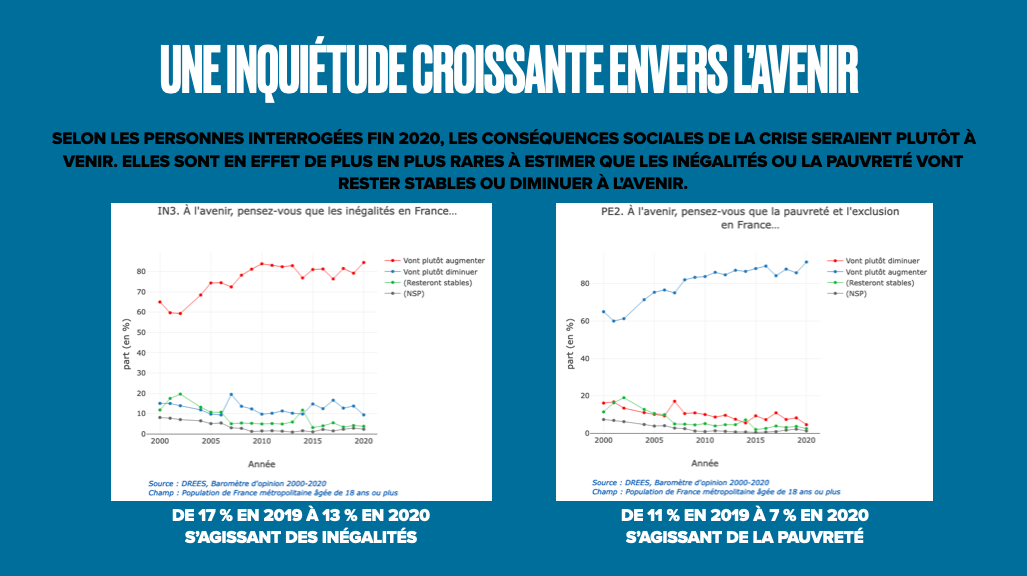 UNE INQUIÉTUDE CROISSANTE ENVERS L'AVENIR
SELON LES PERSONNES INTERROGÉES FIN 2020, LES CONSÉQUENCES SOCIALES DE LA CRISE SERAIENT PLUTÔT À
VENIR. ELLES SONT EN EFFET DE PLUS EN PLUS RARES À ESTIMER QUE LES INÉGALITÉS OU LA PAUVRETÉ VONT
RESTER STABLES OU DIMINUER À L'AVENIR.
IN3. À l'avenir, pensez-vous que les inégalités en France...
Vont plutôt augmenter
Vont plutôt diminuer
(Resteront stables)
(NSP)
part (en %)
80
70
60
50
40
30
20
10
0
2000 2005 2010 2015 2020
Année
Source : DREES, Baromètre d'opinion 2000-2020
Champ : Population de France métropolitaine âgée de 18 ans ou plus
DE 17 % EN 2019 À 13 % EN 2020
S'AGISSANT DES INÉGALITÉS
PE2. À l'avenir, pensez-vous que la pauvreté et l'exclusion
en France...
Vont plutôt diminuer
Vont plutôt augmenter
(Resteront stables)
(NSP)
part (en %)
80
60
40
20
0
2000 2005 2010 2015 2020
Année
Source : DREES, Baromètre d'opinion 2000-2020
Champ : Population de France métropolitaine âgée de 18 ans ou plus
DE 11 % EN 2019 À 7 % EN 2020
S'AGISSANT DE LA PAUVRETÉ